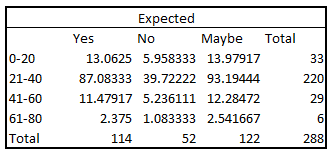 Expected
Yes No Maybe Total
0-20 13.0625 5.958333 13.97917 33
21-40 87.08333 39.72222 93.19444 220
41-60 11.47917 5.236111 12.28472 29
61-80 2.375 1.083333 2.541667 6
Total 114 52 122 288